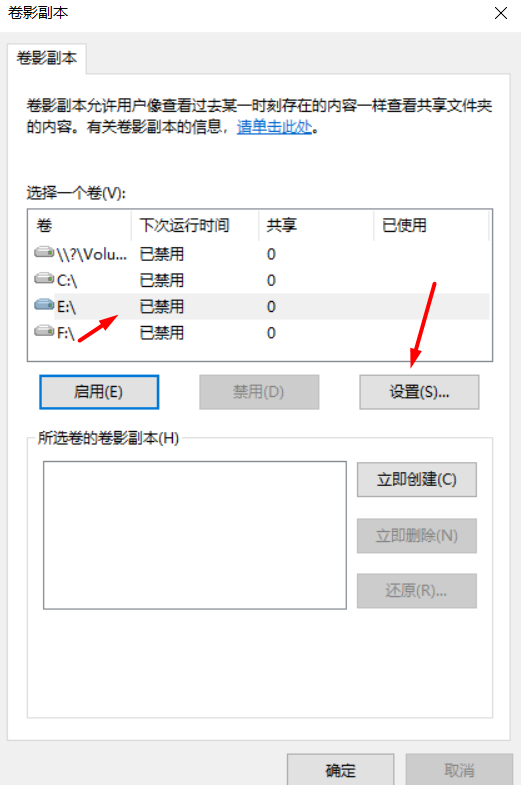 卷影副本
卷影副本
卷影副本允许用户像查看过去某一时刻存在的内容一样查看共享文件夹
的内容。有关卷影副本的信息，请单击此处。
选择一个卷(V):
卷 下次运行时间 共享 已使用
\\?\Volu... 已禁用 0
C:\ 已禁用 0
E:\ 已禁用 0
F:\ 已禁用 0
启用(E) 禁用(D) 设置(S)...
所选卷的卷影副本(H)
立即创建(C)
立即删除(N)
还原(R)...
确定 取消